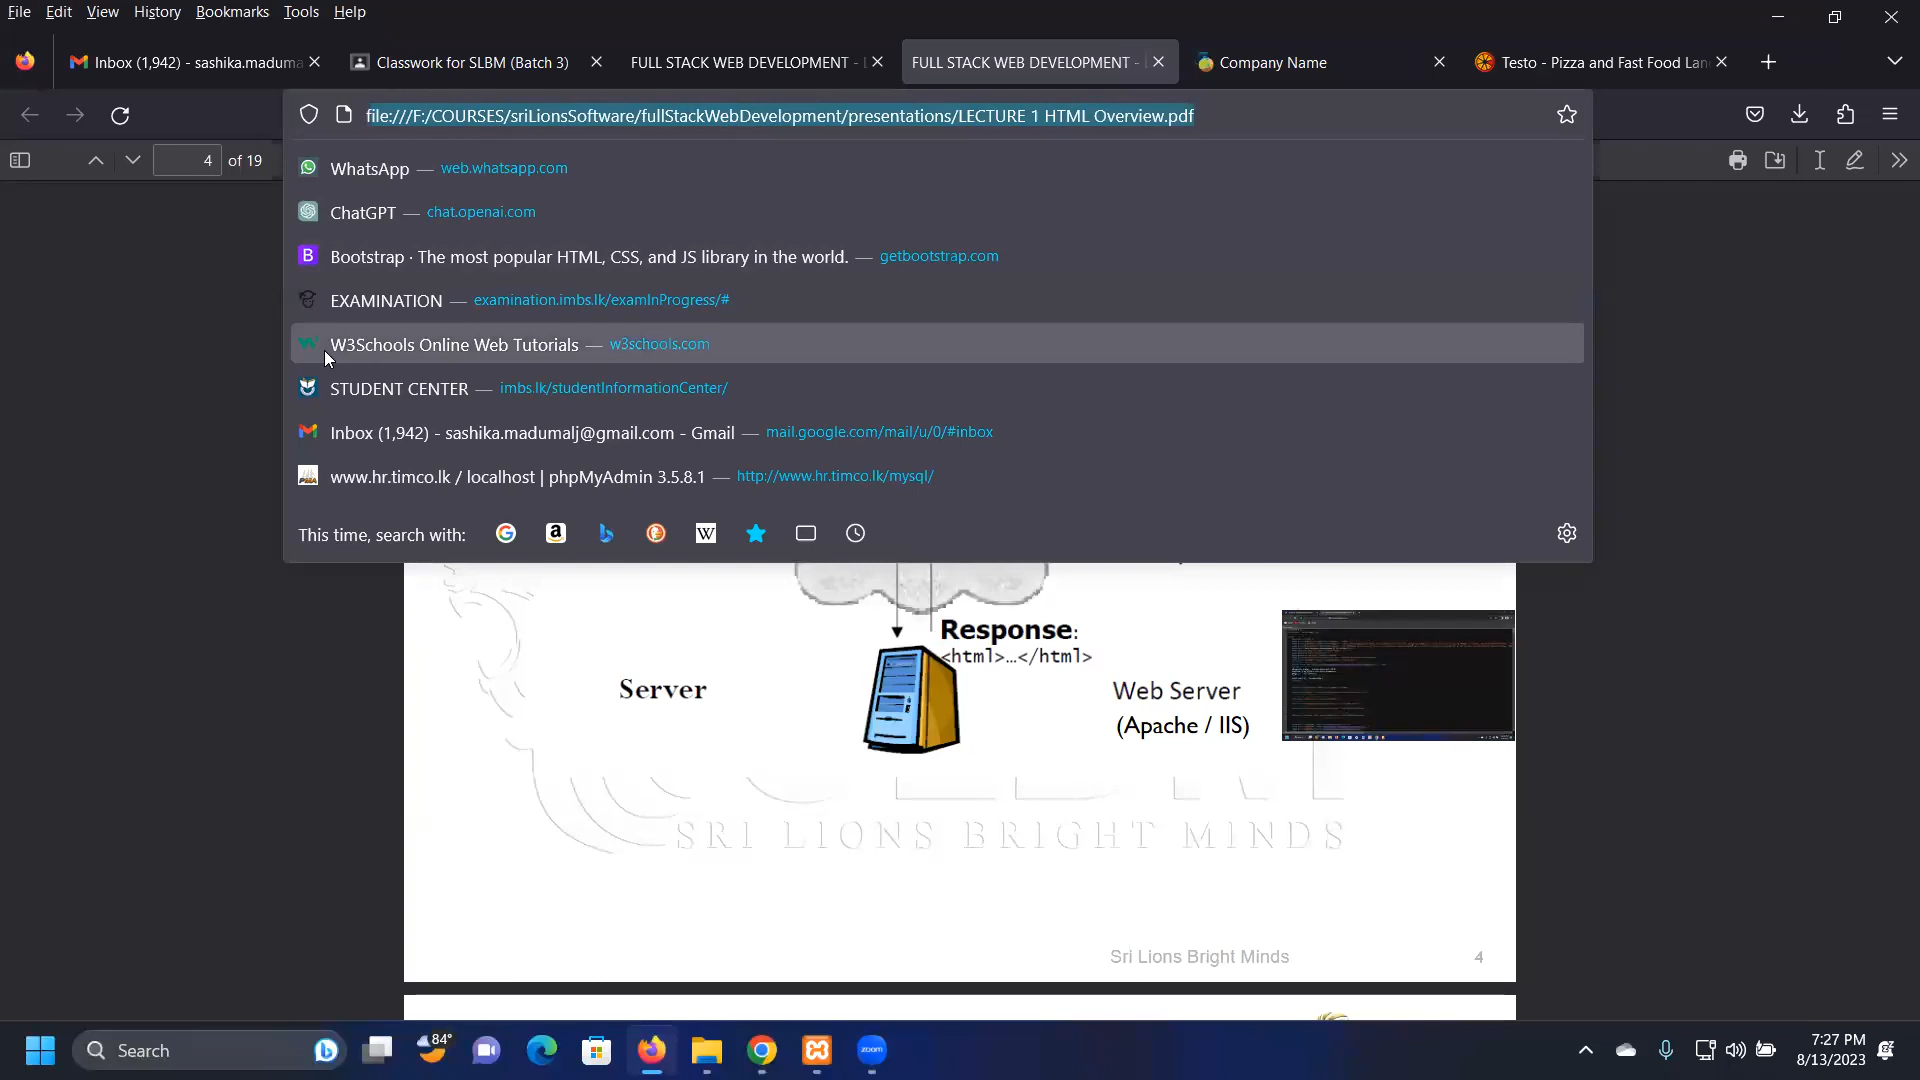 File Edit View History Bookmarks Tools Help
Inbox (1,942) - sashika.maduma
Classwork for SLBM (Batch 3)
FULL STACK WEB DEVELOPMENT - L
FULL STACK WEB DEVELOPMENT -
Company Name
Testo - Pizza and Fast Food Lan
file:///F:/COURSES/sriLionsSoftware/fullStackWebDevelopment/presentations/LECTURE 1 HTML Overview.pdf
4 of 19
WhatsApp — web.whatsapp.com
ChatGPT — chat.openai.com
Bootstrap · The most popular HTML, CSS, and JS library in the world. — getbootstrap.com
EXAMINATION — examination.imbs.lk/examInProgress/#
W3Schools Online Web Tutorials — w3schools.com
STUDENT CENTER — imbs.lk/studentInformationCenter/
Inbox (1,942) - sashika.madumalj@gmail.com - Gmail — mail.google.com/mail/u/0/#inbox
www.hr.timco.lk / localhost | phpMyAdmin 3.5.8.1 — http://www.hr.timco.lk/mysql/
This time, search with:
Response:
<html>…</html>
Server
Web Server
(Apache / IIS)
SRI LIONS BRIGHT MINDS
Sri Lions Bright Minds 4
Search
84°
zoom
7:27 PM
8/13/2023